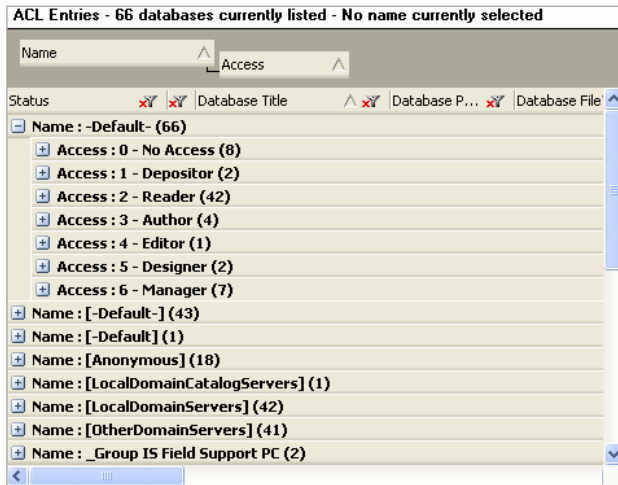 ACL Entries - 66 databases currently listed - No name currently selected
Name
Access
Status Database Title Database P... Database File
Name : -Default- (66)
Access : 0 - No Access (8)
Access : 1 - Depositor (2)
Access : 2 - Reader (42)
Access : 3 - Author (4)
Access : 4 - Editor (1)
Access : 5 - Designer (2)
Access : 6 - Manager (7)
Name : [-Default-] (43)
Name : [-Default] (1)
Name : [Anonymous] (18)
Name : [LocalDomainCatalogServers] (1)
Name : [LocalDomainServers] (42)
Name : [OtherDomainServers] (41)
Name : _Group IS Field Support PC (2)